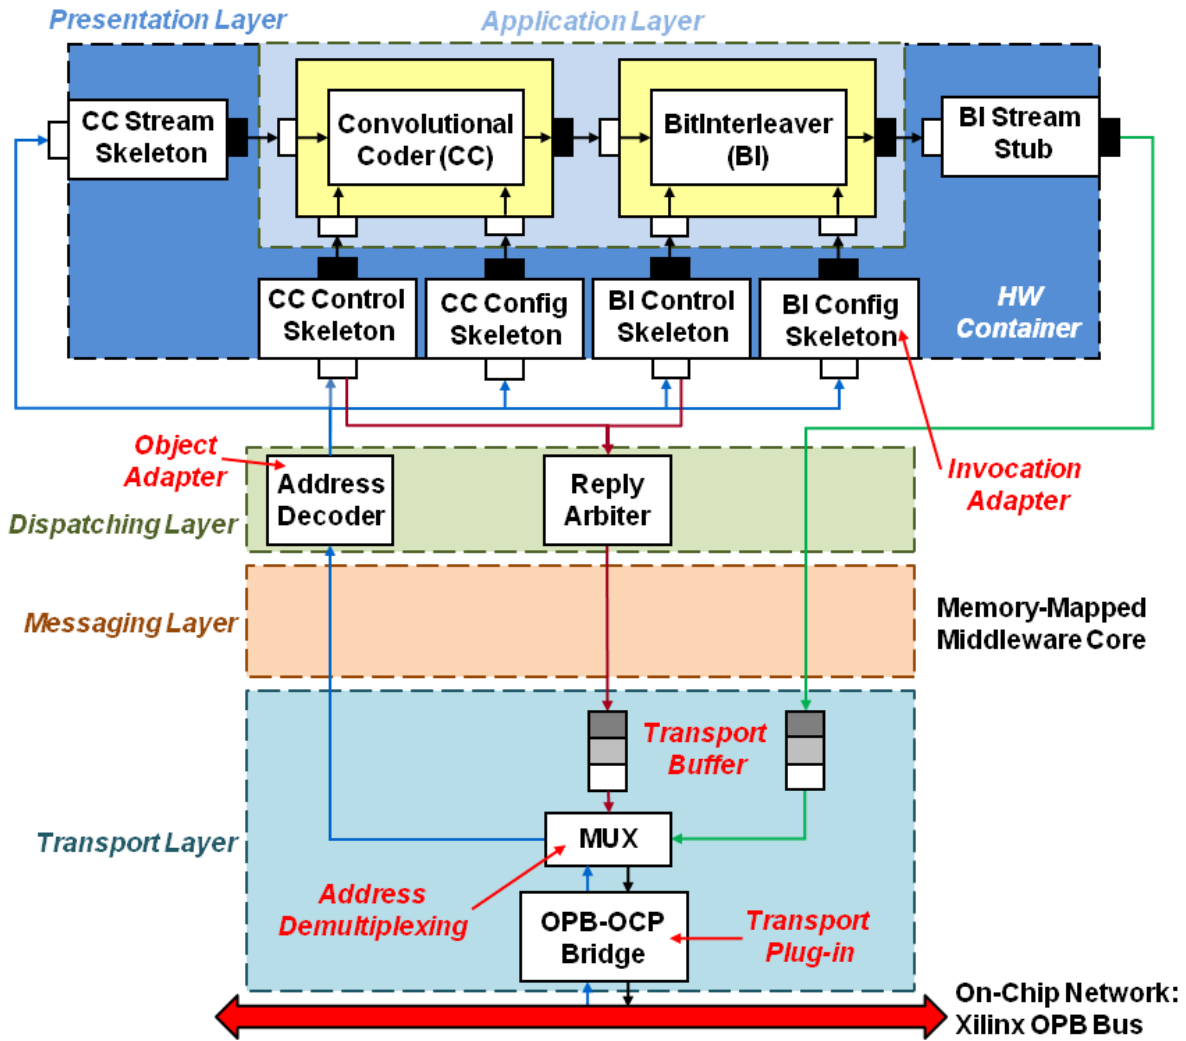 Presentation Layer
Application Layer
CC Stream
Skeleton
Convolutional
Coder (CC)
BitInterleaver
(BI)
BI Stream
Stub
CC Control
Skeleton
CC Config
Skeleton
BI Control
Skeleton
BI Config
Skeleton
HW
Container
Object
Adapter
Address
Decoder
Reply
Arbiter
Invocation
Adapter
Dispatching Layer
Messaging Layer
Memory-Mapped
Middleware Core
Transport
Buffer
Transport Layer
MUX
Address
Demultiplexing
OPB-OCP
Bridge
Transport
Plug-in
On-Chip Network:
Xilinx OPB Bus